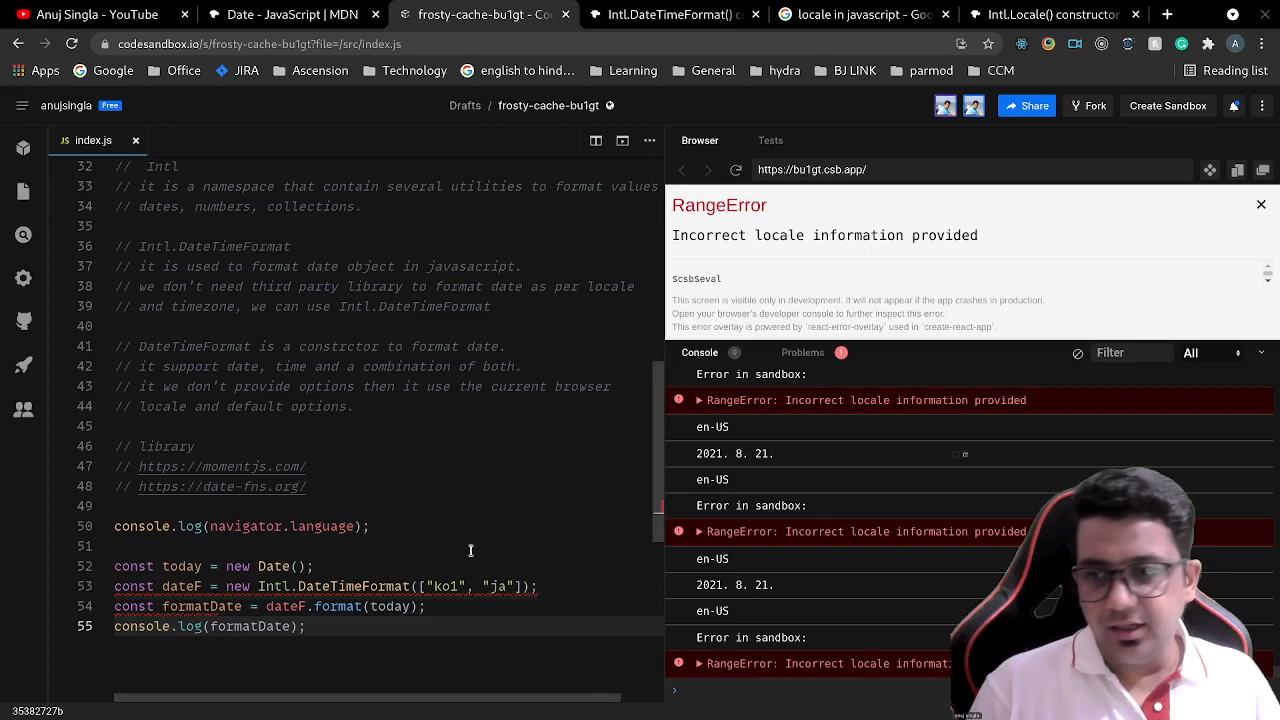 Anuj Singla - YouTube
Date - JavaScript | MDN
frosty-cache-bu1gt - Co
Intl.DateTimeFormat() c
locale in javascript - Goo
Intl.Locale() constructor
codesandbox.io/s/frosty-cache-bu1gt?file=/src/index.js
A
Apps
Google
Office
JIRA
Ascension
Technology
english to hind...
Learning
General
hydra
BJ LINK
parmod
CCM
Reading list
anujsingla
Free
Drafts / frosty-cache-bu1gt
Share
Fork
Create Sandbox
JS index.js
Browser
Tests
https://bu1gt.csb.app/
32 // Intl
33 // it is a namespace that contain several utilities to format values
34 // dates, numbers, collections.
35
36 // Intl.DateTimeFormat
37 // it is used to format date object in javasacript.
38 // we don't need third party library to format date as per locale
39 // and timezone, we can use Intl.DateTimeFormat
40
41 // DateTimeFormat is a constrctor to format date.
42 // it support date, time and a combination of both.
43 // it we don't provide options then it use the current browser
44 // locale and default options.
45
46 // library
47 // https://momentjs.com/
48 // https://date-fns.org/
49
50 console.log(navigator.language);
51
52 const today = new Date();
53 const dateF = new Intl.DateTimeFormat(["ko1", "ja"]);
54 const formatDate = dateF.format(today);
55 console.log(formatDate);
RangeError
Incorrect locale information provided
$csb$eval
This screen is visible only in development. It will not appear if the app crashes in production.
Open your browser's developer console to further inspect this error.
This error overlay is powered by `react-error-overlay` used in `create-react-app`.
Console 0
Problems 1
Filter
All
Error in sandbox:
RangeError: Incorrect locale information provided
en-US
2021. 8. 21.
en-US
Error in sandbox:
RangeError: Incorrect locale information provided
en-US
2021. 8. 21.
en-US
Error in sandbox:
RangeError: Incorrect locale informati
35382727b
anuj singla